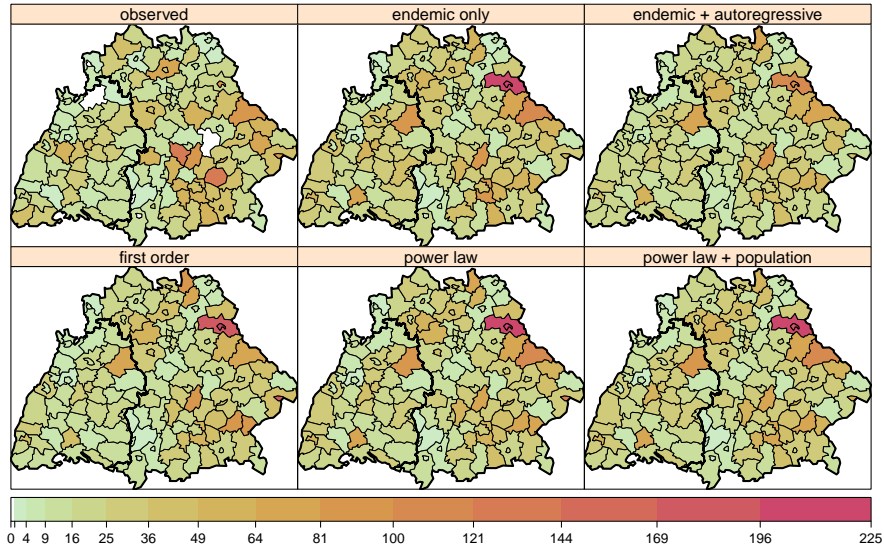 observed
endemic only
endemic + autoregressive
first order
power law
power law + population
0 4 9 16 25 36 49 64 81 100 121 144 169 196 225